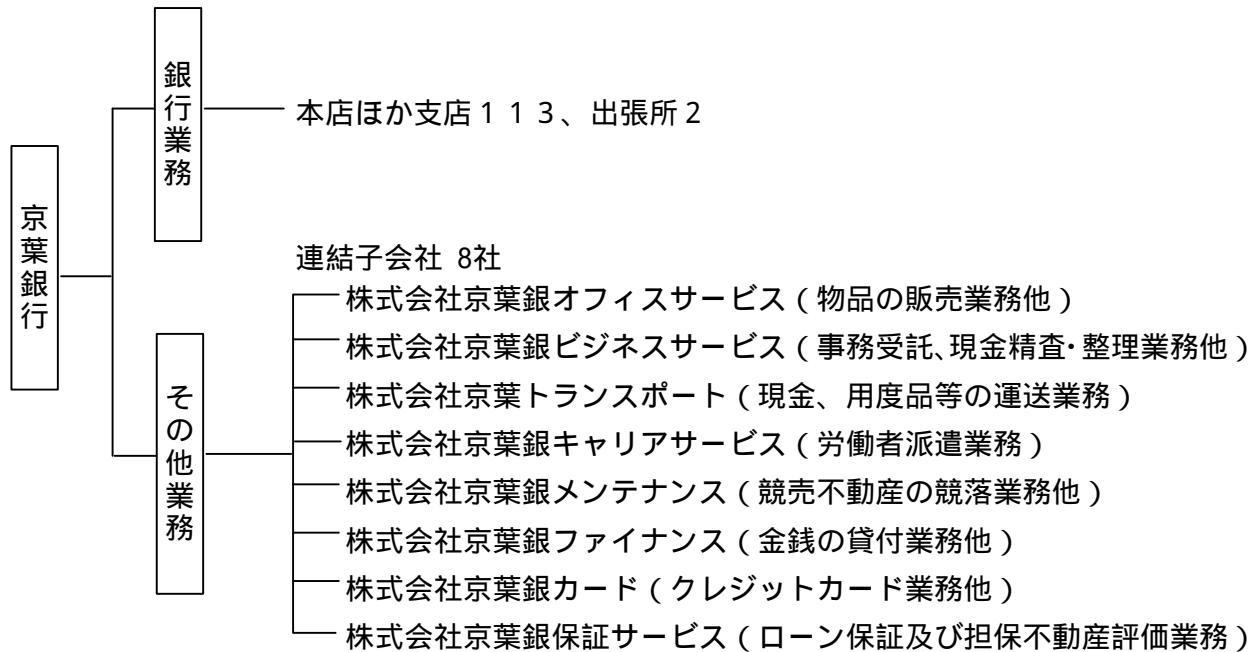 京葉銀行
銀行業務
本店ほか支店113、出張所2
その他業務
連結子会社 8社
株式会社京葉銀オフィスサービス(物品の販売業務他)
株式会社京葉銀ビジネスサービス(事務受託、現金精査・整理業務他)
株式会社京葉トランスポート(現金、用度品等の運送業務)
株式会社京葉銀キャリアサービス(労働者派遣業務)
株式会社京葉銀メンテナンス(競売不動産の競落業務他)
株式会社京葉銀ファイナンス(金銭の貸付業務他)
株式会社京葉銀カード(クレジットカード業務他)
株式会社京葉銀保証サービス(ローン保証及び担保不動産評価業務)